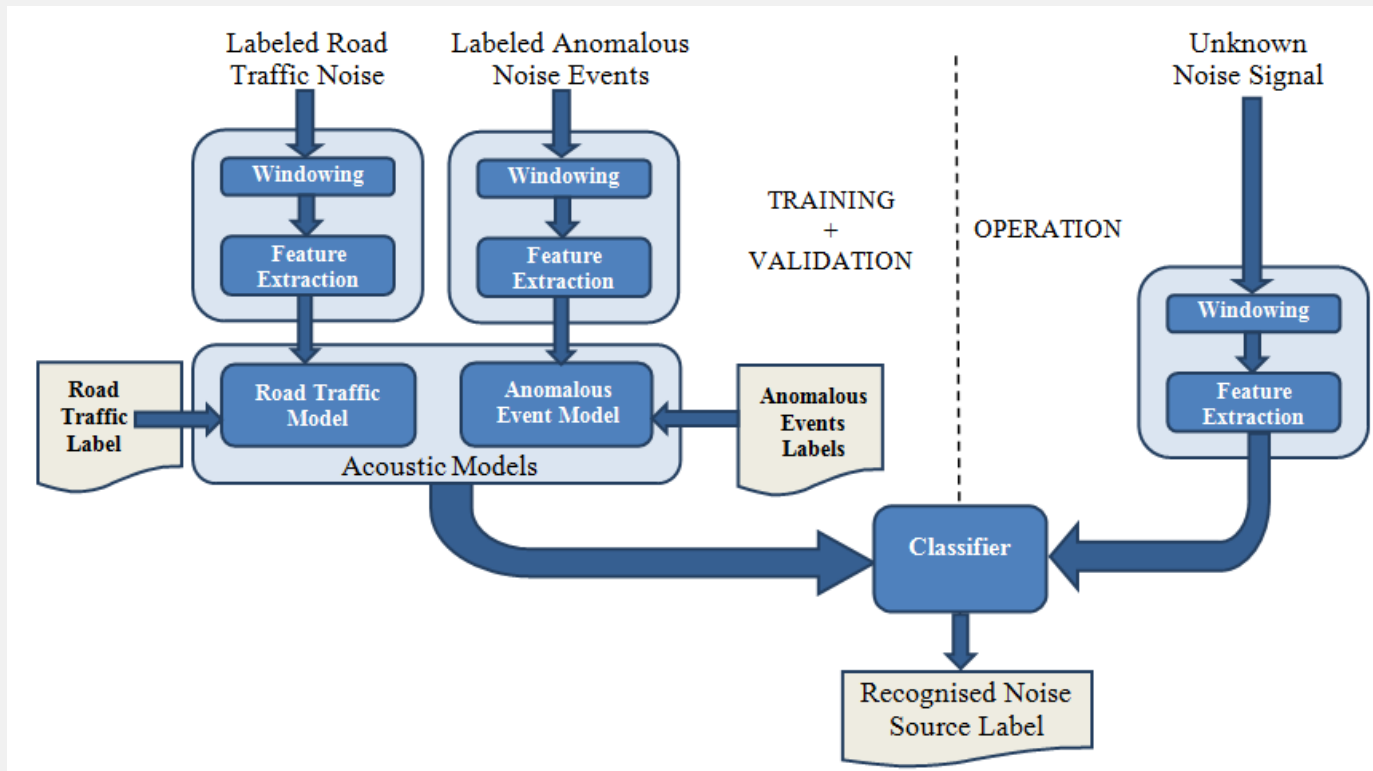 Labeled Road
Traffic Noise
Labeled Anomalous
Noise Events
Unknown
Noise Signal
Windowing
Feature
Extraction
Windowing
Feature
Extraction
TRAINING
+
VALIDATION
OPERATION
Windowing
Feature
Extraction
Road
Traffic
Label
Road Traffic
Model
Anomalous
Event Model
Acoustic Models
Anomalous
Events
Labels
Classifier
Recognised Noise
Source Label